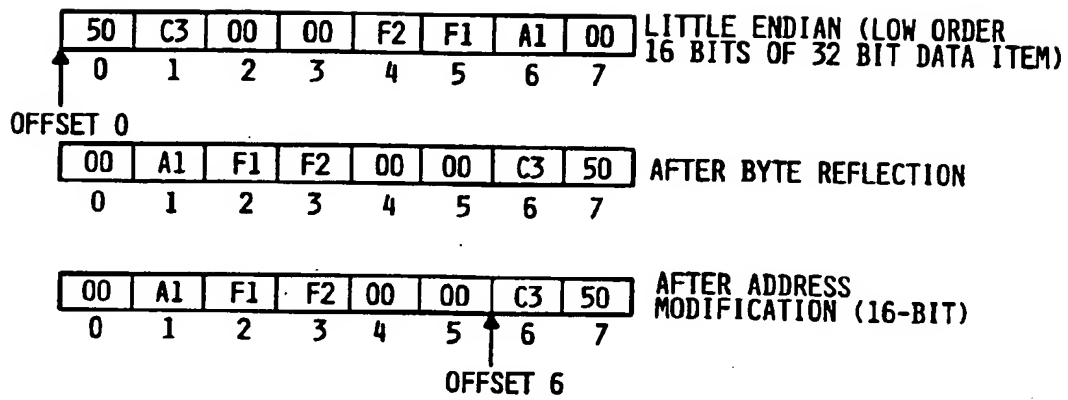 50 C3 00 00 F2 F1 A1 00 LITTLE ENDIAN (LOW ORDER
16 BITS OF 32 BIT DATA ITEM)
0 1 2 3 4 5 6 7
OFFSET 0
00 A1 F1 F2 00 00 C3 50 AFTER BYTE REFLECTION
0 1 2 3 4 5 6 7
00 A1 F1 F2 00 00 C3 50 AFTER ADDRESS
MODIFICATION (16-BIT)
0 1 2 3 4 5 6 7
OFFSET 6